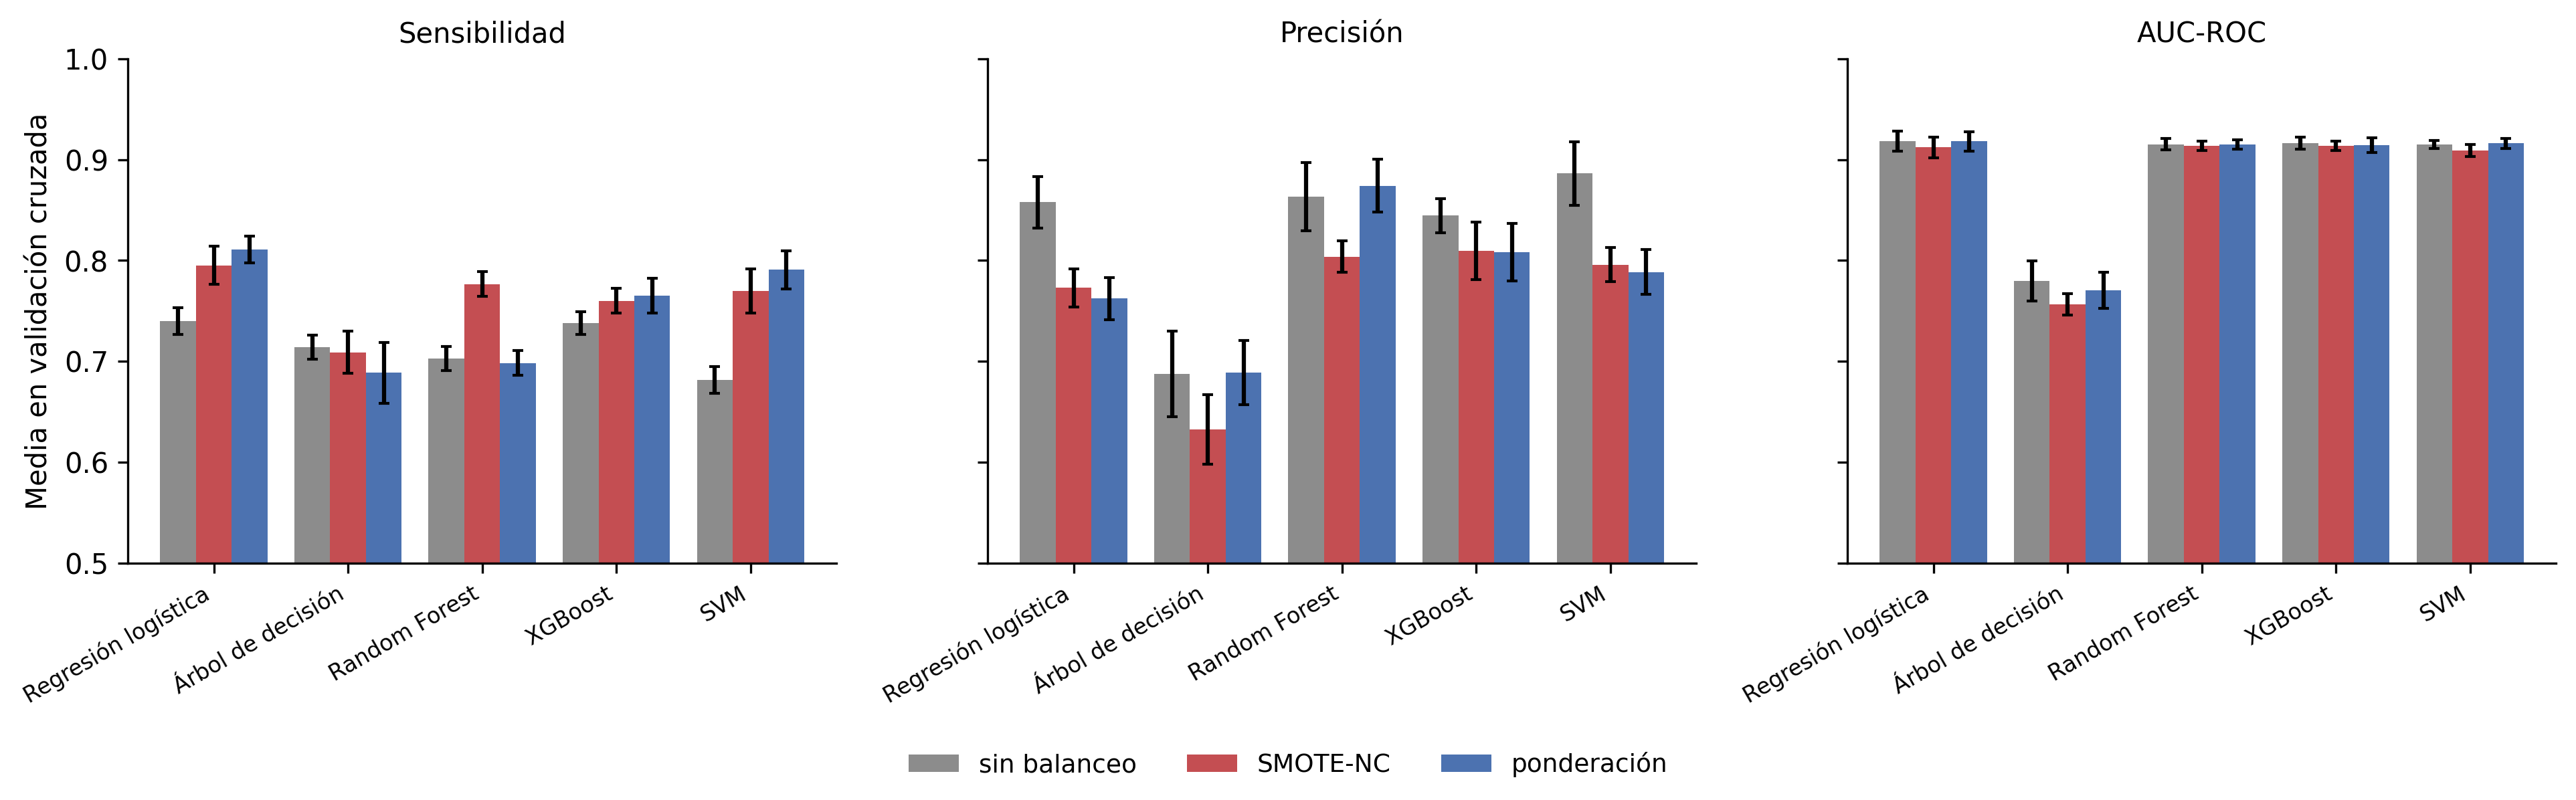 Sensibilidad
Precisión
AUC-ROC
Media en validación cruzada
1.0
0.9
0.8
0.7
0.6
0.5
Regresión logística
Árbol de decisión
Random Forest
XGBoost
SVM
Regresión logística
Árbol de decisión
Random Forest
XGBoost
SVM
Regresión logística
Árbol de decisión
Random Forest
XGBoost
SVM
sin balanceo
SMOTE-NC
ponderación